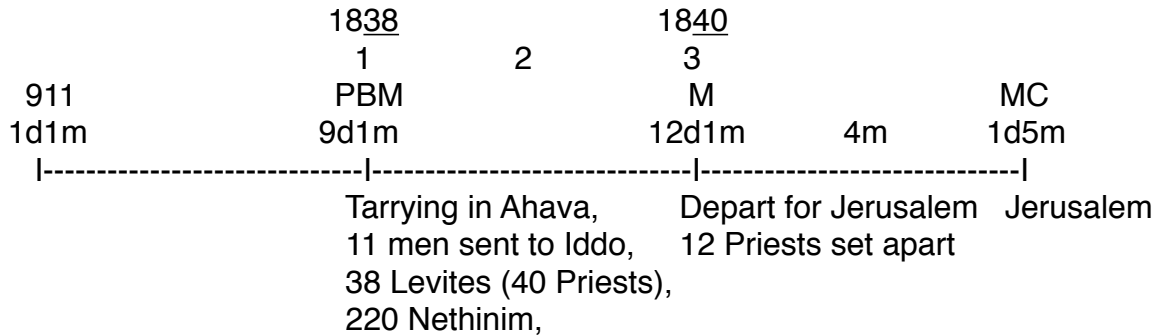 1838 1840
1 2 3
911 PBM M MC
1d1m 9d1m 12d1m 4m 1d5m
|------------------------------|-------------------------------|------------------------------|
Tarrying in Ahava, Depart for Jerusalem Jerusalem
11 men sent to Iddo, 12 Priests set apart
38 Levites (40 Priests),
220 Nethinim,